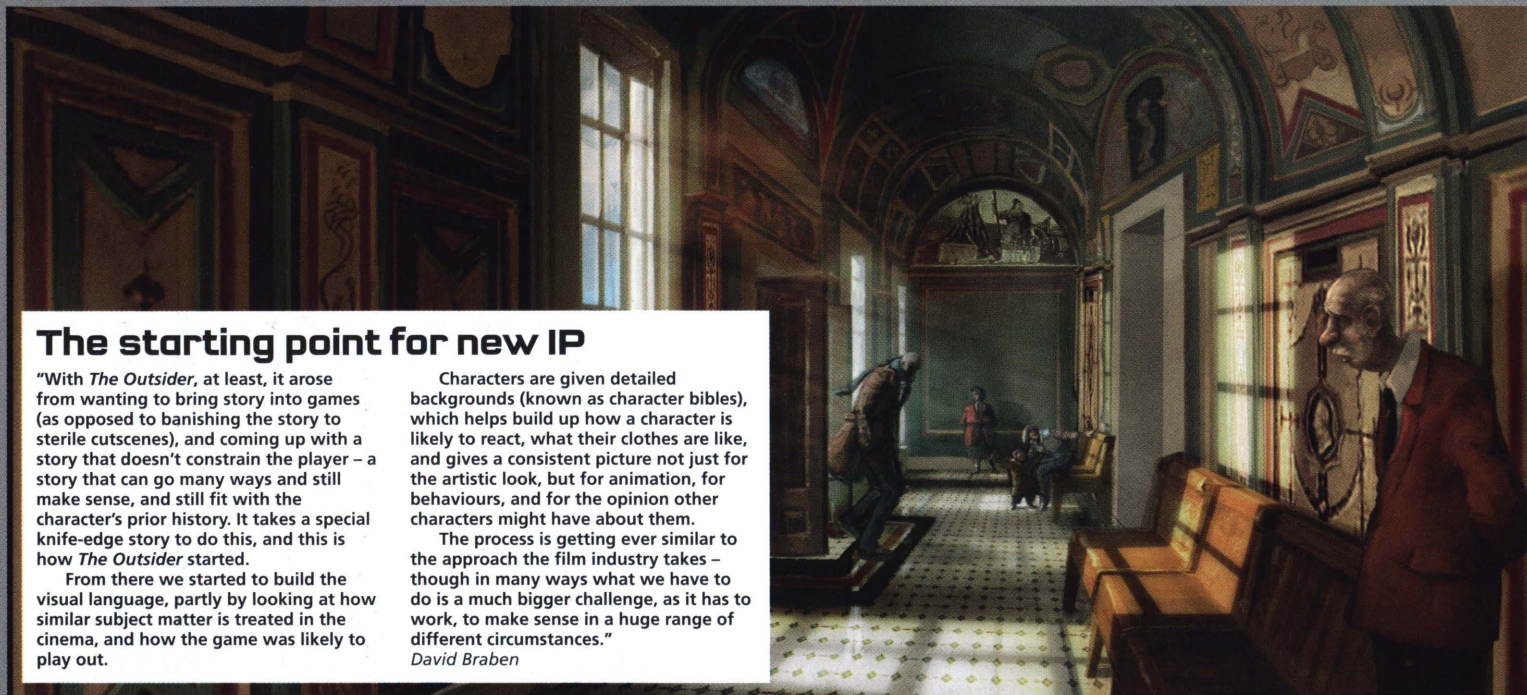 The starting point for new IP
"With The Outsider, at least, it arose
from wanting to bring story into games
(as opposed to banishing the story to
sterile cutscenes), and coming up with a
story that doesn't constrain the player – a
story that can go many ways and still
make sense, and still fit with the
character's prior history. It takes a special
knife-edge story to do this, and this is
how The Outsider started.
From there we started to build the
visual language, partly by looking at how
similar subject matter is treated in the
cinema, and how the game was likely to
play out.
Characters are given detailed
backgrounds (known as character bibles),
which helps build up how a character is
likely to react, what their clothes are like,
and gives a consistent picture not just for
the artistic look, but for animation, for
behaviours, and for the opinion other
characters might have about them.
The process is getting ever similar to
the approach the film industry takes –
though in many ways what we have to
do is a much bigger challenge, as it has to
work, to make sense in a huge range of
different circumstances."
David Braben